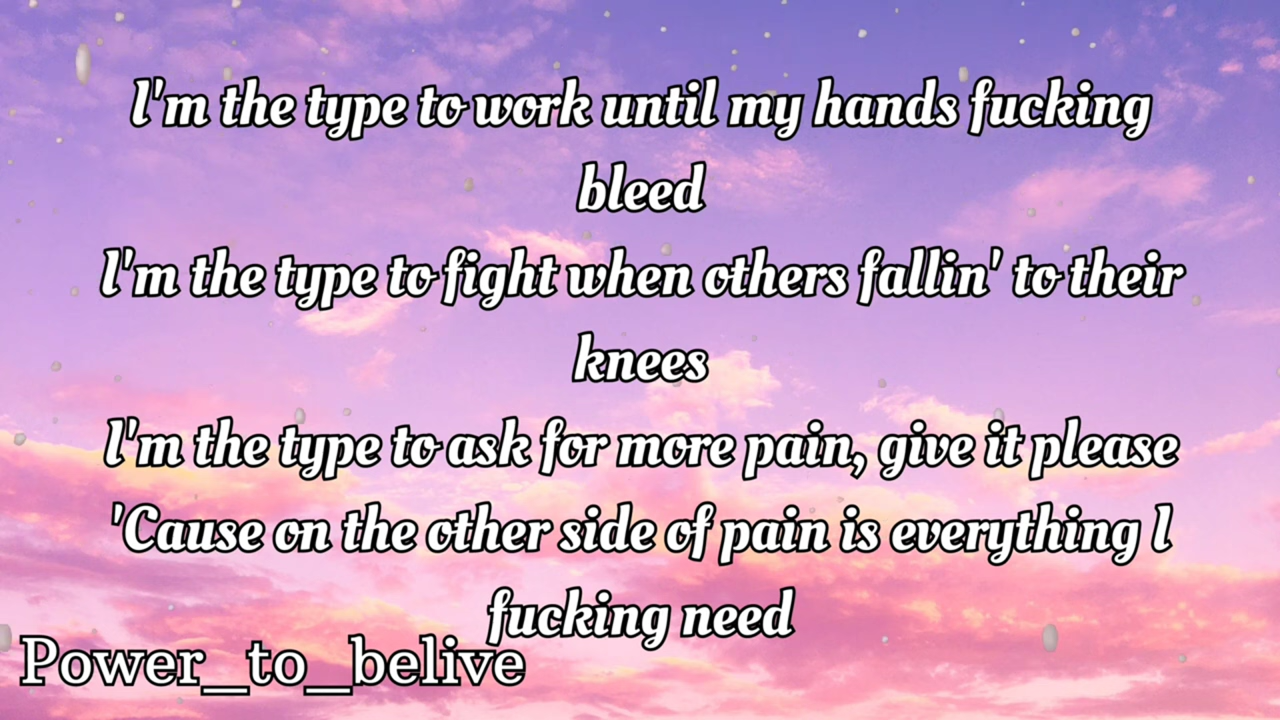 I'm the type to work until my hands fucking
bleed
I'm the type to fight when others fallin' to their
knees
I'm the type to ask for more pain, give it please
'Cause on the other side of pain is everything I
fucking need
Power_to_belive